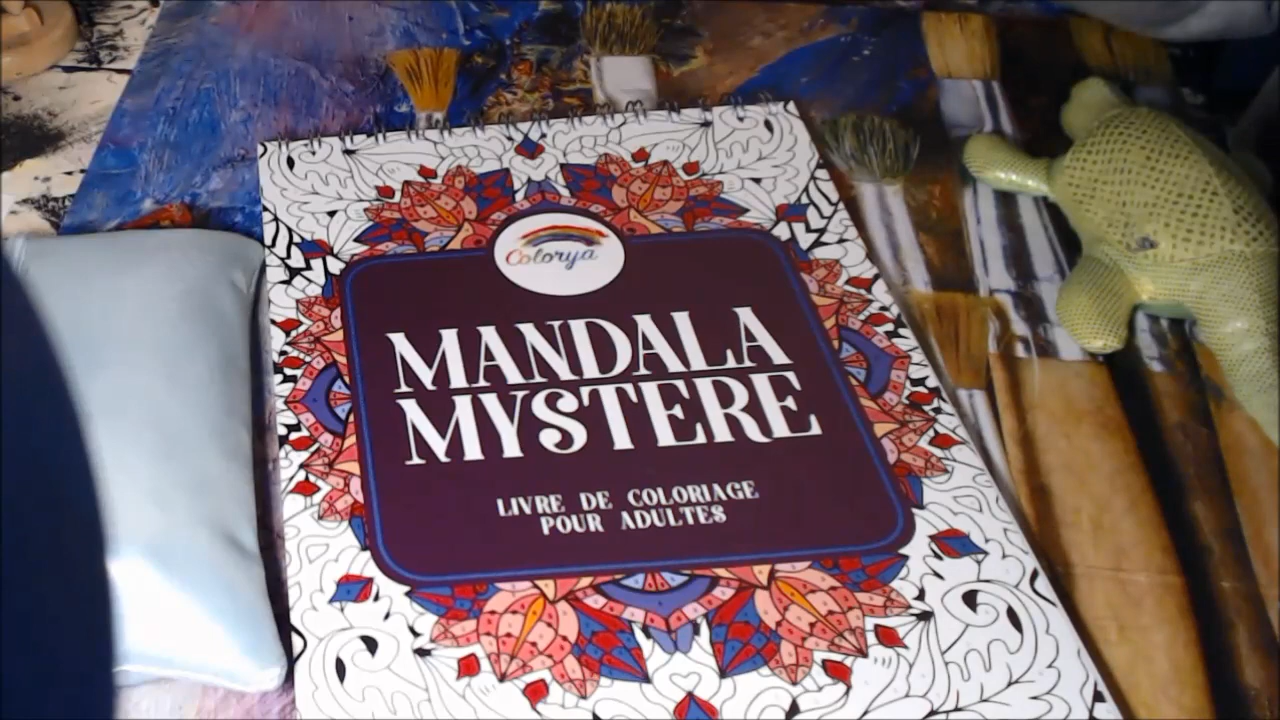 Colorya
MANDALA
MYSTERE
LIVRE DE COLORIAGE
POUR ADULTES